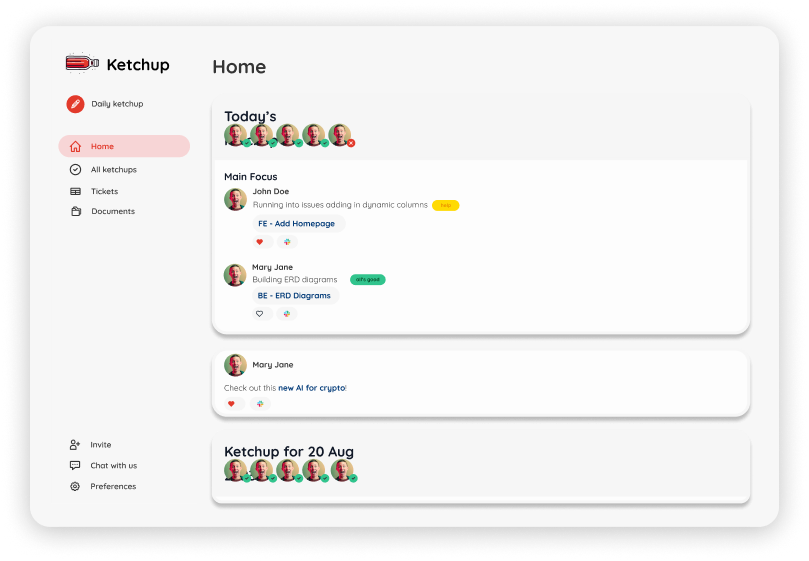 Ketchup
Home
Daily ketchup
Home
All ketchups
Tickets
Documents
Invite
Chat with us
Preferences
Today's
Main Focus
John Doe
Running into issues adding in dynamic columns
help
FE - Add Homepage
Mary Jane
Building ERD diagrams
all's good
BE - ERD Diagrams
Mary Jane
Check out this new AI for crypto!
Ketchup for 20 Aug